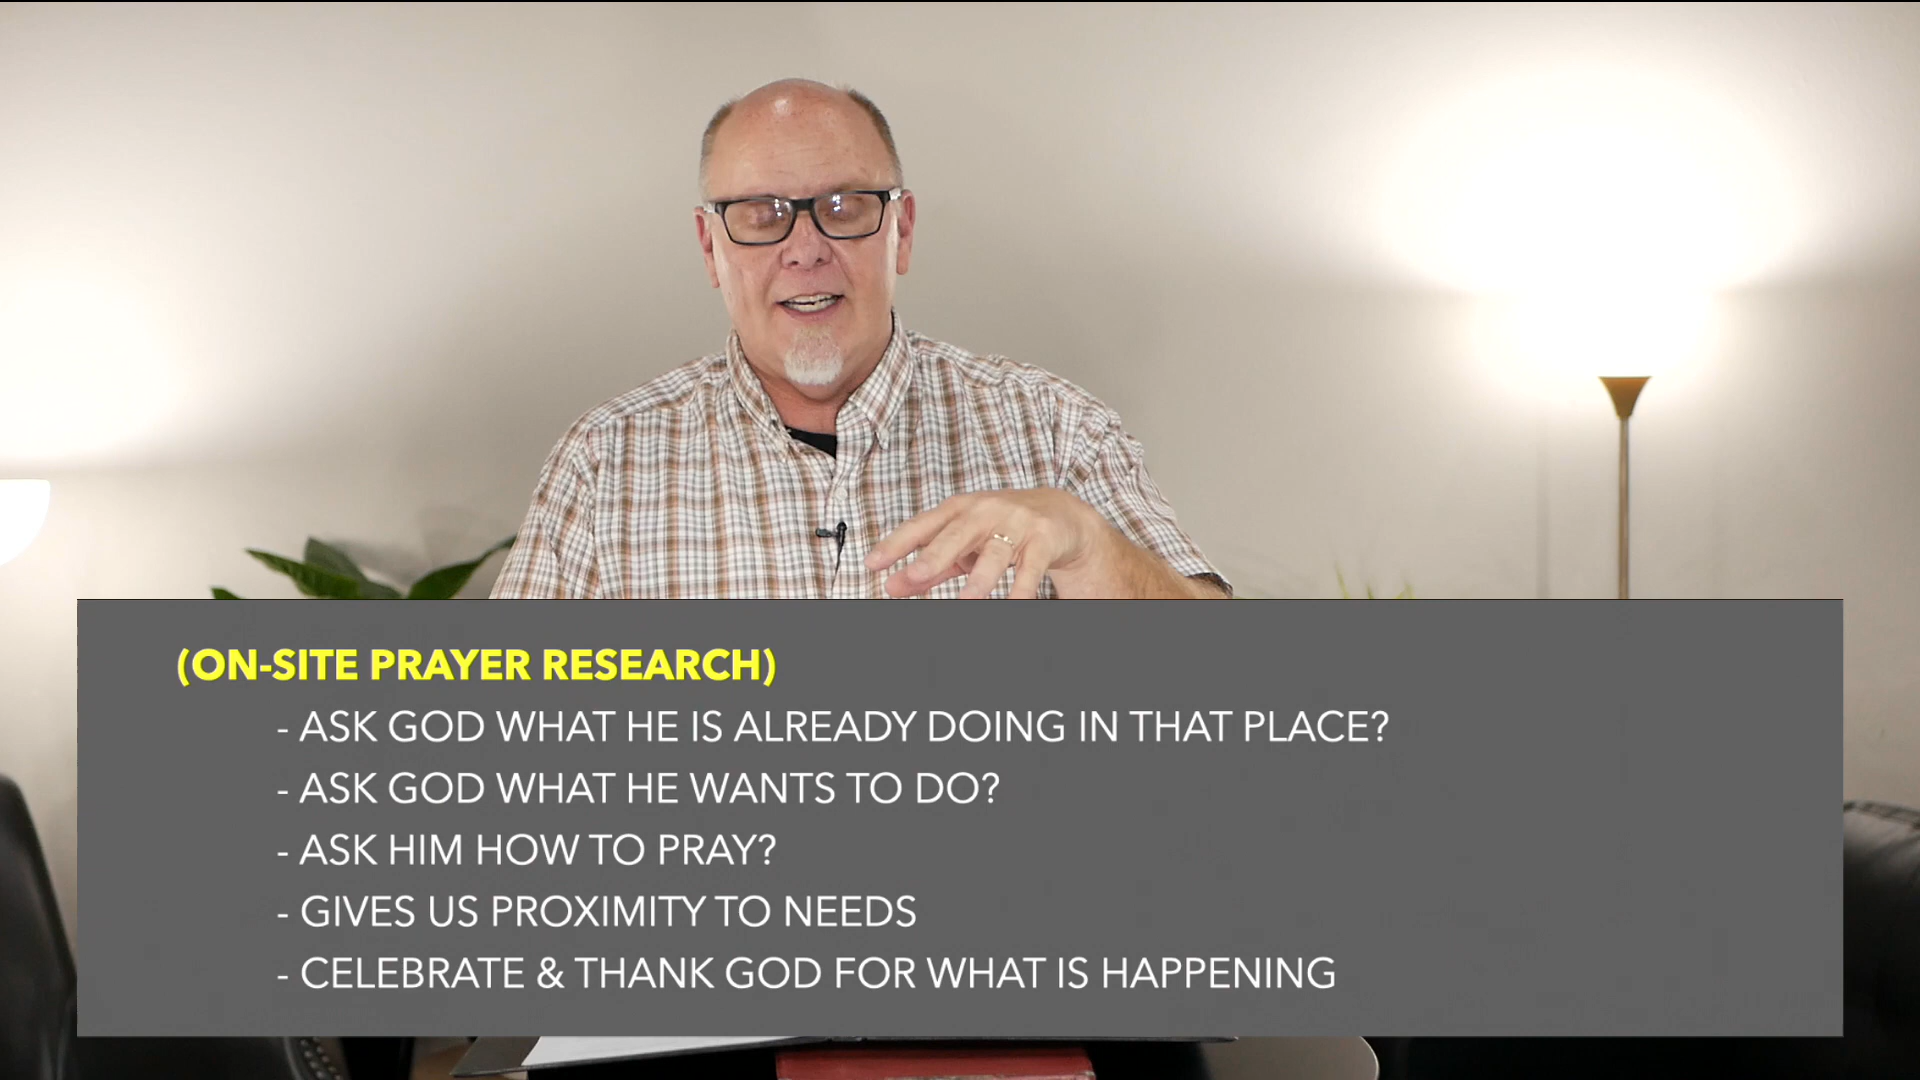 (ON-SITE PRAYER RESEARCH)
- ASK GOD WHAT HE IS ALREADY DOING IN THAT PLACE?
- ASK GOD WHAT HE WANTS TO DO?
- ASK HIM HOW TO PRAY?
- GIVES US PROXIMITY TO NEEDS
- CELEBRATE & THANK GOD FOR WHAT IS HAPPENING